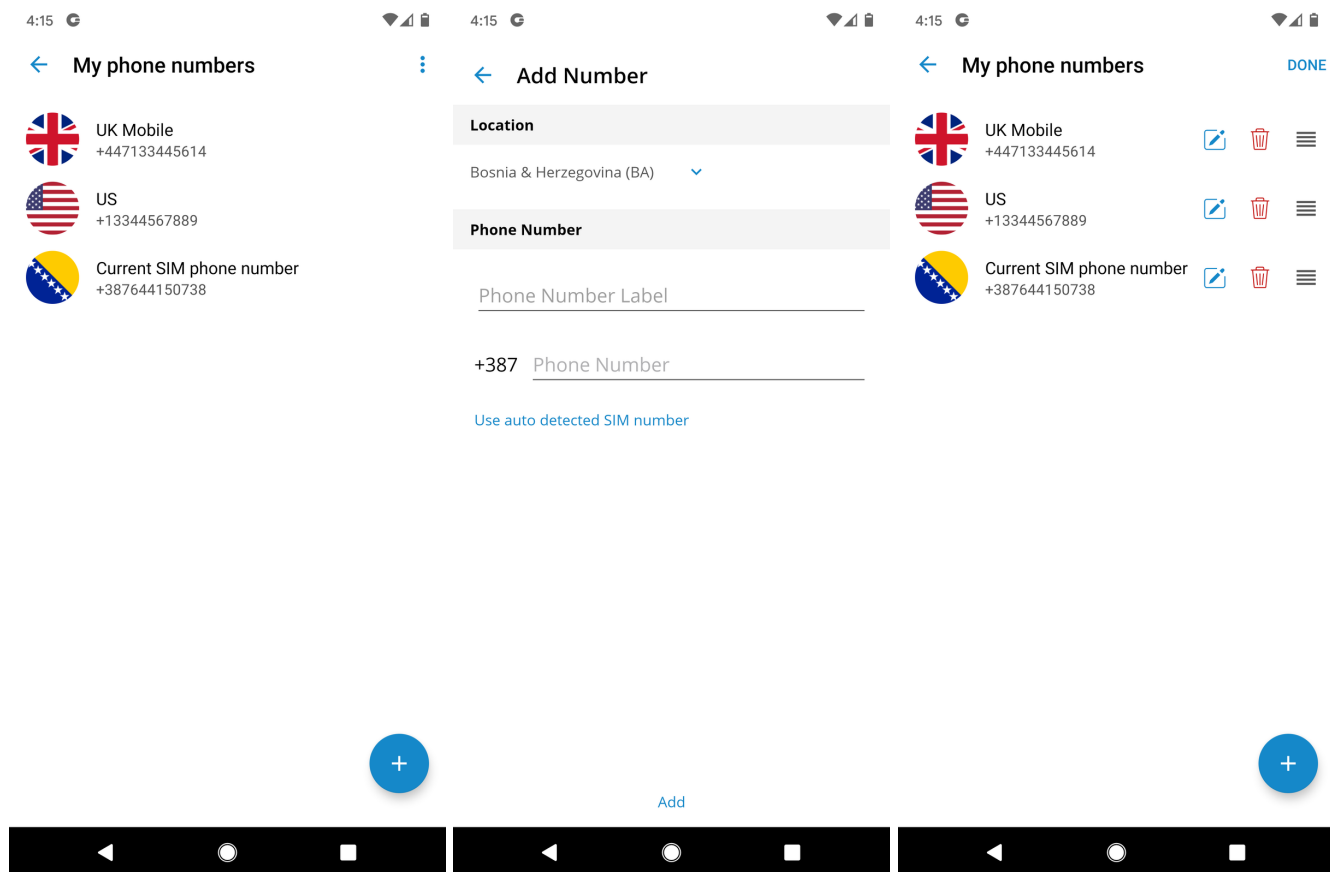 4:15
My phone numbers
UK Mobile
+447133445614
US
+13344567889
Current SIM phone number
+387644150738
4:15
Add Number
Location
Bosnia & Herzegovina (BA)
Phone Number
Phone Number Label
+387 Phone Number
Use auto detected SIM number
Add
4:15
My phone numbers DONE
UK Mobile
+447133445614
US
+13344567889
Current SIM phone number
+387644150738